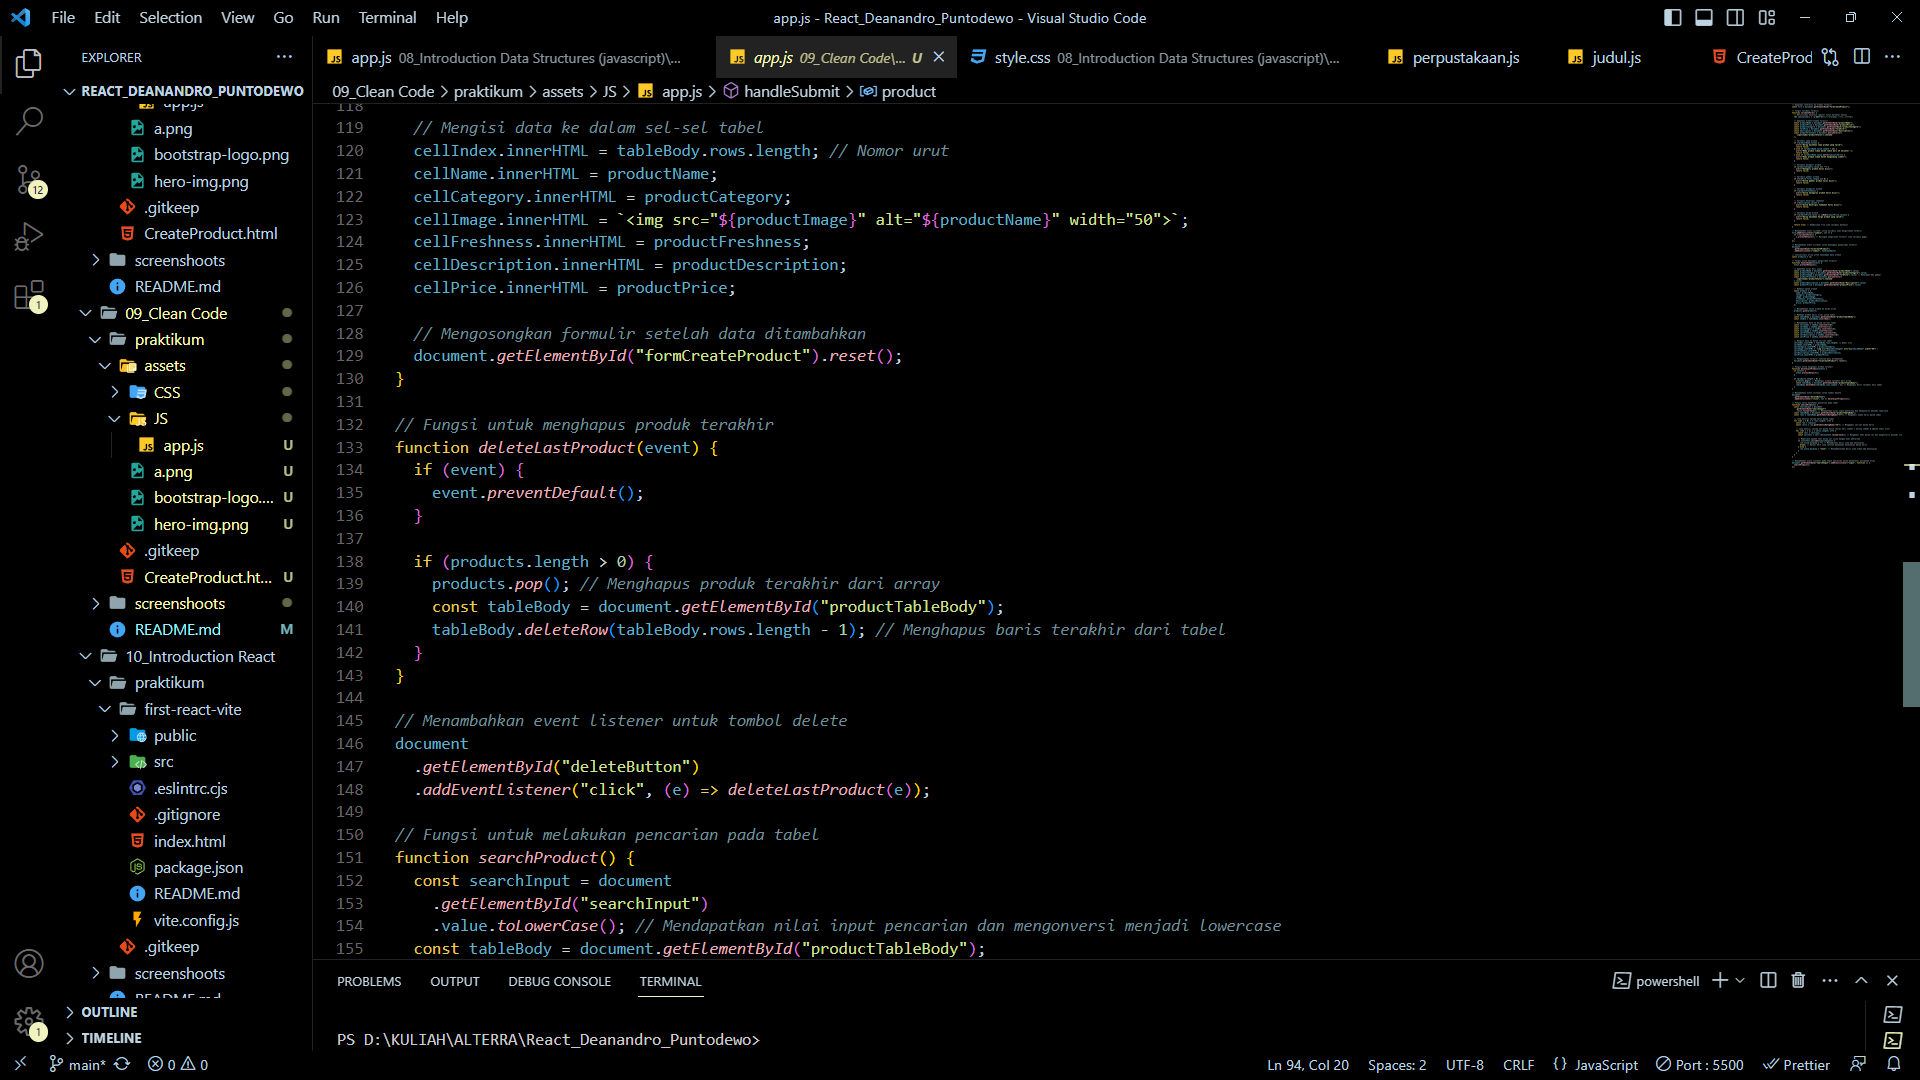 File Edit Selection View Go Run Terminal Help
app.js - React_Deanandro_Puntodewo - Visual Studio Code
EXPLORER
REACT_DEANANDRO_PUNTODEWO
app.js
a.png
bootstrap-logo.png
hero-img.png
.gitkeep
CreateProduct.html
screenshoots
README.md
09_Clean Code
praktikum
assets
CSS
JS
app.js U
a.png U
bootstrap-logo.... U
hero-img.png U
.gitkeep
CreateProduct.ht... U
screenshoots
README.md M
10_Introduction React
praktikum
first-react-vite
public
src
.eslintrc.cjs
.gitignore
index.html
package.json
README.md
vite.config.js
.gitkeep
screenshoots
README.md
OUTLINE
TIMELINE
12
1
1
app.js 08_Introduction Data Structures (javascript)\...
app.js 09_Clean Code\... U
style.css 08_Introduction Data Structures (javascript)\...
perpustakaan.js
judul.js
CreateProd
09_Clean Code > praktikum > assets > JS > app.js > handleSubmit > product
118
119 // Mengisi data ke dalam sel-sel tabel
120 cellIndex.innerHTML = tableBody.rows.length; // Nomor urut
121 cellName.innerHTML = productName;
122 cellCategory.innerHTML = productCategory;
123 cellImage.innerHTML = `<img src="${productImage}" alt="${productName}" width="50">`;
124 cellFreshness.innerHTML = productFreshness;
125 cellDescription.innerHTML = productDescription;
126 cellPrice.innerHTML = productPrice;
127
128 // Mengosongkan formulir setelah data ditambahkan
129 document.getElementById("formCreateProduct").reset();
130 }
131
132 // Fungsi untuk menghapus produk terakhir
133 function deleteLastProduct(event) {
134 if (event) {
135 event.preventDefault();
136 }
137
138 if (products.length > 0) {
139 products.pop(); // Menghapus produk terakhir dari array
140 const tableBody = document.getElementById("productTableBody");
141 tableBody.deleteRow(tableBody.rows.length - 1); // Menghapus baris terakhir dari tabel
142 }
143 }
144
145 // Menambahkan event listener untuk tombol delete
146 document
147 .getElementById("deleteButton")
148 .addEventListener("click", (e) => deleteLastProduct(e));
149
150 // Fungsi untuk melakukan pencarian pada tabel
151 function searchProduct() {
152 const searchInput = document
153 .getElementById("searchInput")
154 .value.toLowerCase(); // Mendapatkan nilai input pencarian dan mengonversi menjadi lowercase
155 const tableBody = document.getElementById("productTableBody");
PROBLEMS OUTPUT DEBUG CONSOLE TERMINAL
powershell
PS D:\KULIAH\ALTERRA\React_Deanandro_Puntodewo>
main* 0 0
Ln 94, Col 20 Spaces: 2 UTF-8 CRLF {} JavaScript Port : 5500 Prettier